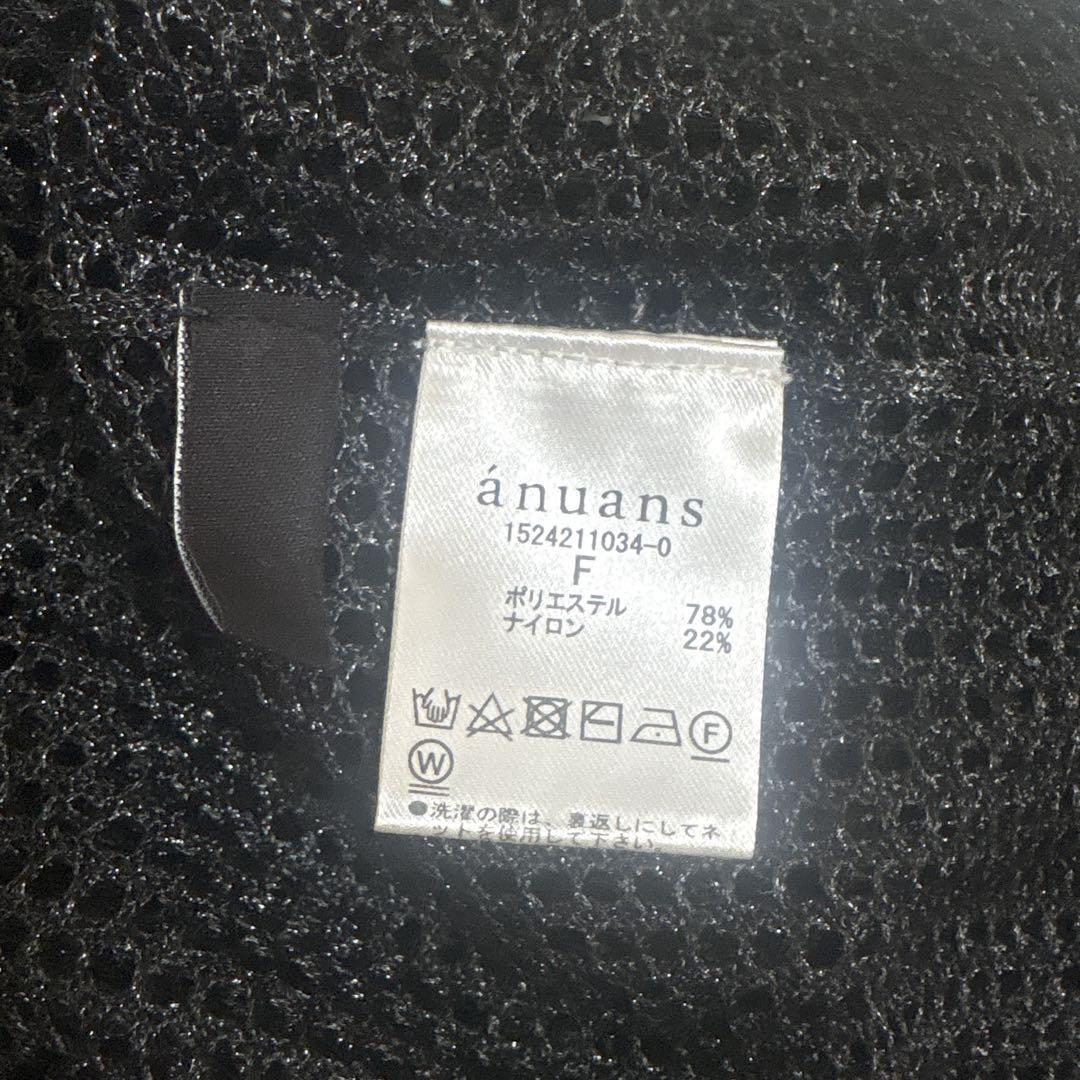 ánuans
1524211034-0
F
ポリエステル 78%
ナイロン 22%
F
W
●洗濯の際は、裏返しにしてネ
ットを使用して下さい